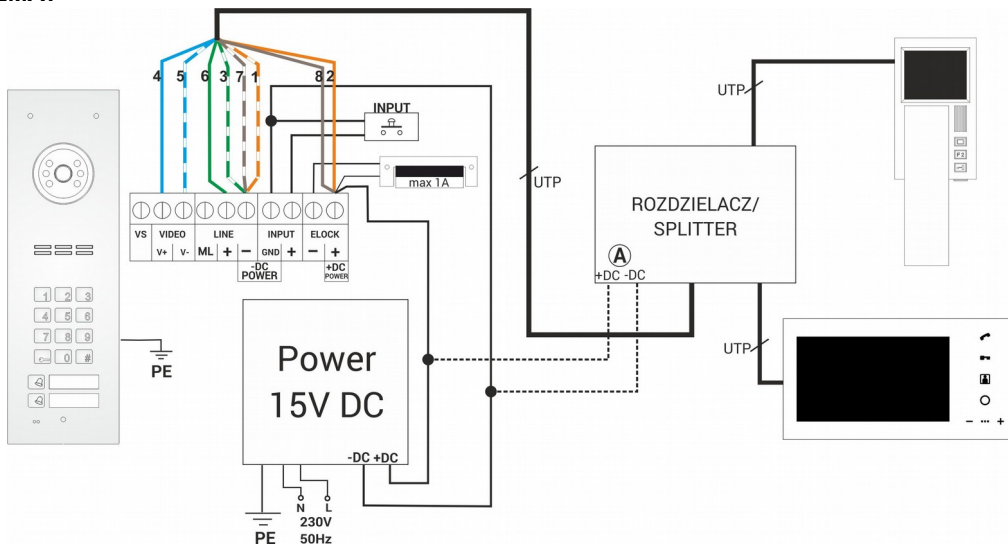 4 5 6 3 7 1 8 2
INPUT
max 1A
UTP
VS VIDEO LINE INPUT ELOCK
V+ V- ML + − GND + − +
-DC POWER
+DC POWER
1 2 3
4 5 6
7 8 9
0 #
PE
Power
15V DC
-DC +DC
N L
230V
50Hz
PE
UTP
ROZDZIELACZ/
SPLITTER
A
+DC -DC
UTP
F2
− ••• +